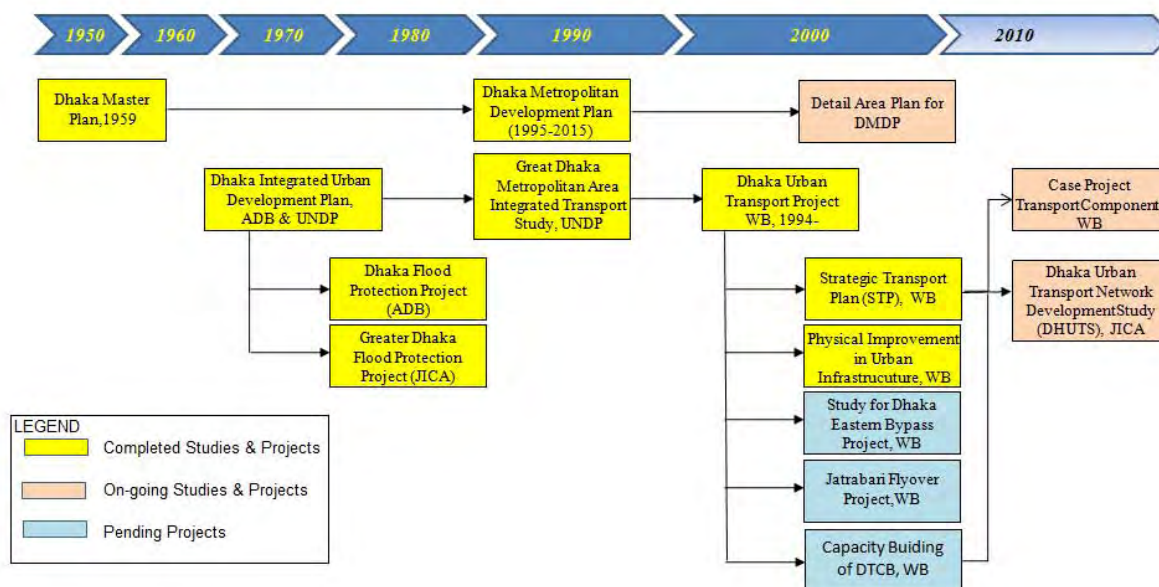 1950
1960
1970
1980
1990
2000
2010
Dhaka Master
Plan,1959
Dhaka Metropolitan
Development Plan
(1995-2015)
Detail Area Plan for
DMDP
Dhaka Integrated Urban
Development Plan,
ADB & UNDP
Great Dhaka
Metropolitan Area
Integrated Transport
Study, UNDP
Dhaka Urban
Transport Project
WB, 1994-
Case Project
TransportComponent
WB
Dhaka Flood
Protection Project
(ADB)
Strategic Transport
Plan (STP), WB
Dhaka Urban
Transport Network
DevelopmentStudy
(DHUTS), JICA
Greater Dhaka
Flood Protection
Project (JICA)
Physical Improvement
in Urban
Infrastrucuture, WB
Study for Dhaka
Eastern Bypass
Project, WB
Jatrabari Flyover
Project,WB
Capacity Buiding
of DTCB, WB
LEGEND
Completed Studies & Projects
On-going Studies & Projects
Pending Projects